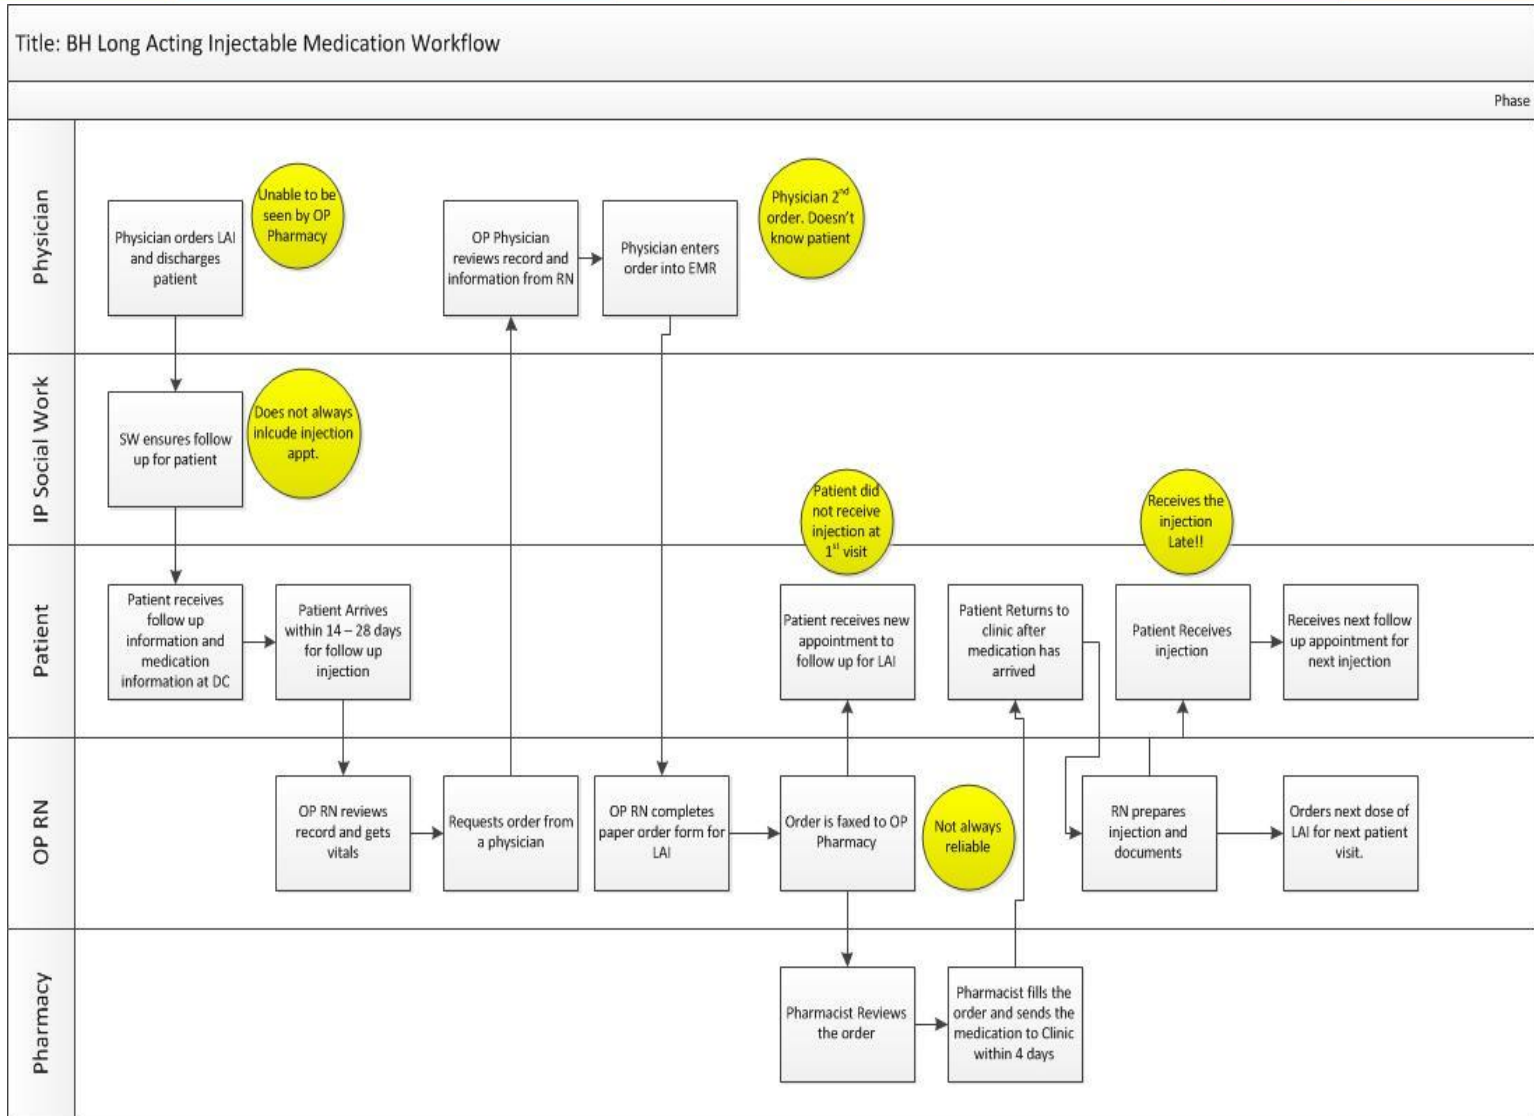 Title: BH Long Acting Injectable Medication Workflow
Phase
Physician
Physician orders LAI
and discharges
patient
Unable to be
seen by OP
Pharmacy
OP Physician
reviews record and
information from RN
Physician enters
order into EMR
Physician 2nd
order. Doesn't
know patient
IP Social Work
SW ensures follow
up for patient
Does not always
inlcude injection
appt.
Patient did
not receive
injection at
1st visit
Receives the
injection
Late!!
Patient
Patient receives
follow up
information and
medication
information at DC
Patient Arrives
within 14 – 28 days
for follow up
injection
Patient receives new
appointment to
follow up for LAI
Patient Returns to
clinic after
medication has
arrived
Patient Receives
injection
Receives next follow
up appointment for
next injection
OP RN
OP RN reviews
record and gets
vitals
Requests order from
a physician
OP RN completes
paper order form for
LAI
Order is faxed to OP
Pharmacy
Not always
reliable
RN prepares
injection and
documents
Orders next dose of
LAI for next patient
visit.
Pharmacy
Pharmacist Reviews
the order
Pharmacist fills the
order and sends the
medication to Clinic
within 4 days